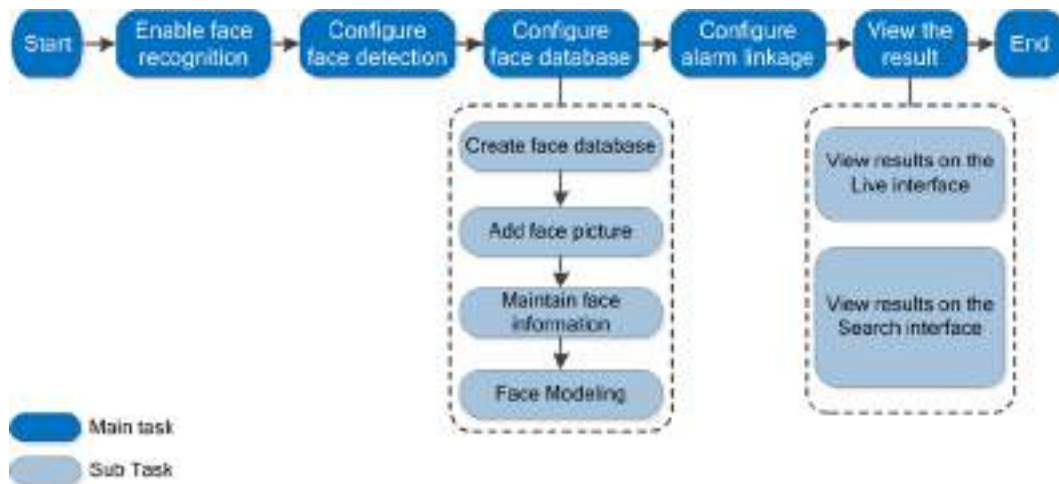 Start
Enable face
recognition
Configure
face detection
Configure
face database
Configure
alarm linkage
View the
result
End
Create face database
Add face picture
Maintain face
information
Face Modeling
View results on the
Live interface
View results on the
Search interface
Main task
Sub Task